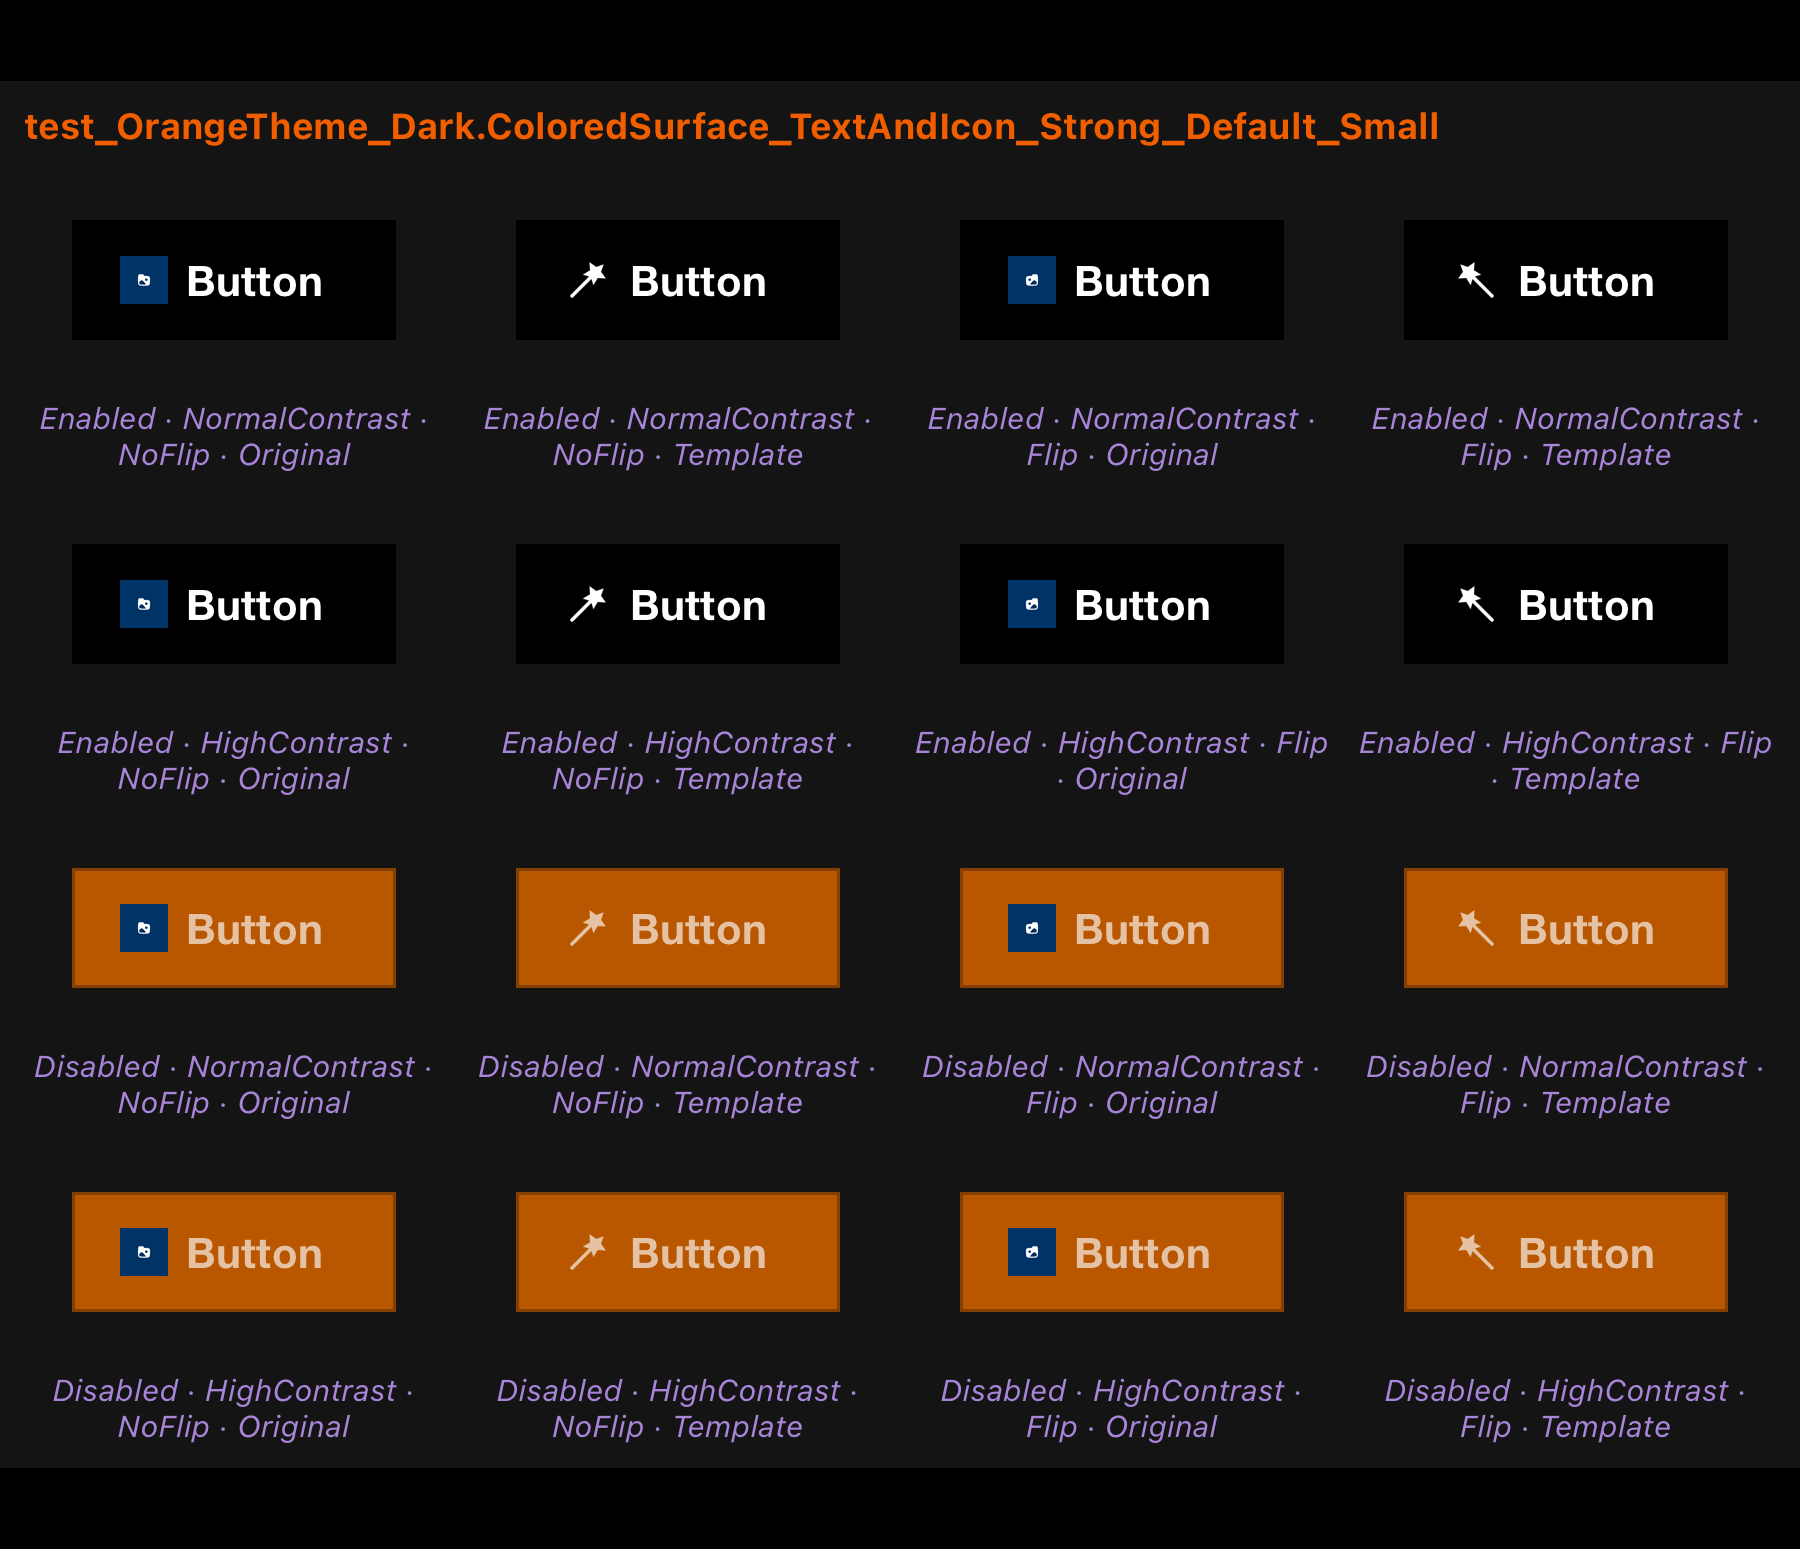 test_OrangeTheme_Dark.ColoredSurface_TextAndIcon_Strong_Default_Small
Button
Button
Button
Button
Enabled · NormalContrast ·
NoFlip · Original
Enabled · NormalContrast ·
NoFlip · Template
Enabled · NormalContrast ·
Flip · Original
Enabled · NormalContrast ·
Flip · Template
Button
Button
Button
Button
Enabled · HighContrast ·
NoFlip · Original
Enabled · HighContrast ·
NoFlip · Template
Enabled · HighContrast · Flip
· Original
Enabled · HighContrast · Flip
· Template
Button
Button
Button
Button
Disabled · NormalContrast ·
NoFlip · Original
Disabled · NormalContrast ·
NoFlip · Template
Disabled · NormalContrast ·
Flip · Original
Disabled · NormalContrast ·
Flip · Template
Button
Button
Button
Button
Disabled · HighContrast ·
NoFlip · Original
Disabled · HighContrast ·
NoFlip · Template
Disabled · HighContrast ·
Flip · Original
Disabled · HighContrast ·
Flip · Template